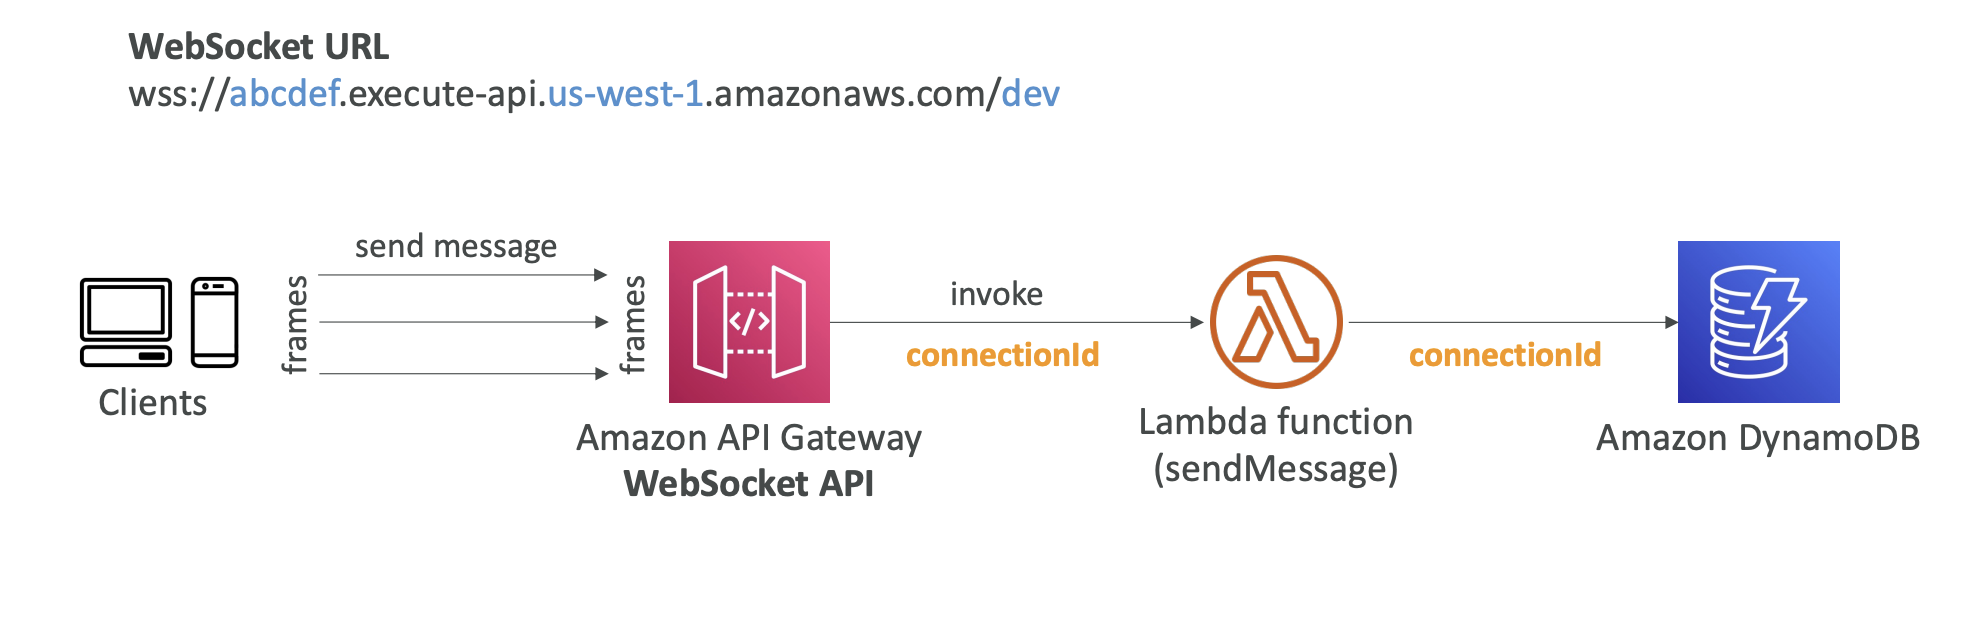 WebSocket URL
wss://abcdef.execute-api.us-west-1.amazonaws.com/dev
send message
frames
frames
invoke
connectionId
connectionId
</>
Clients
Amazon API Gateway
WebSocket API
Lambda function
(sendMessage)
Amazon DynamoDB